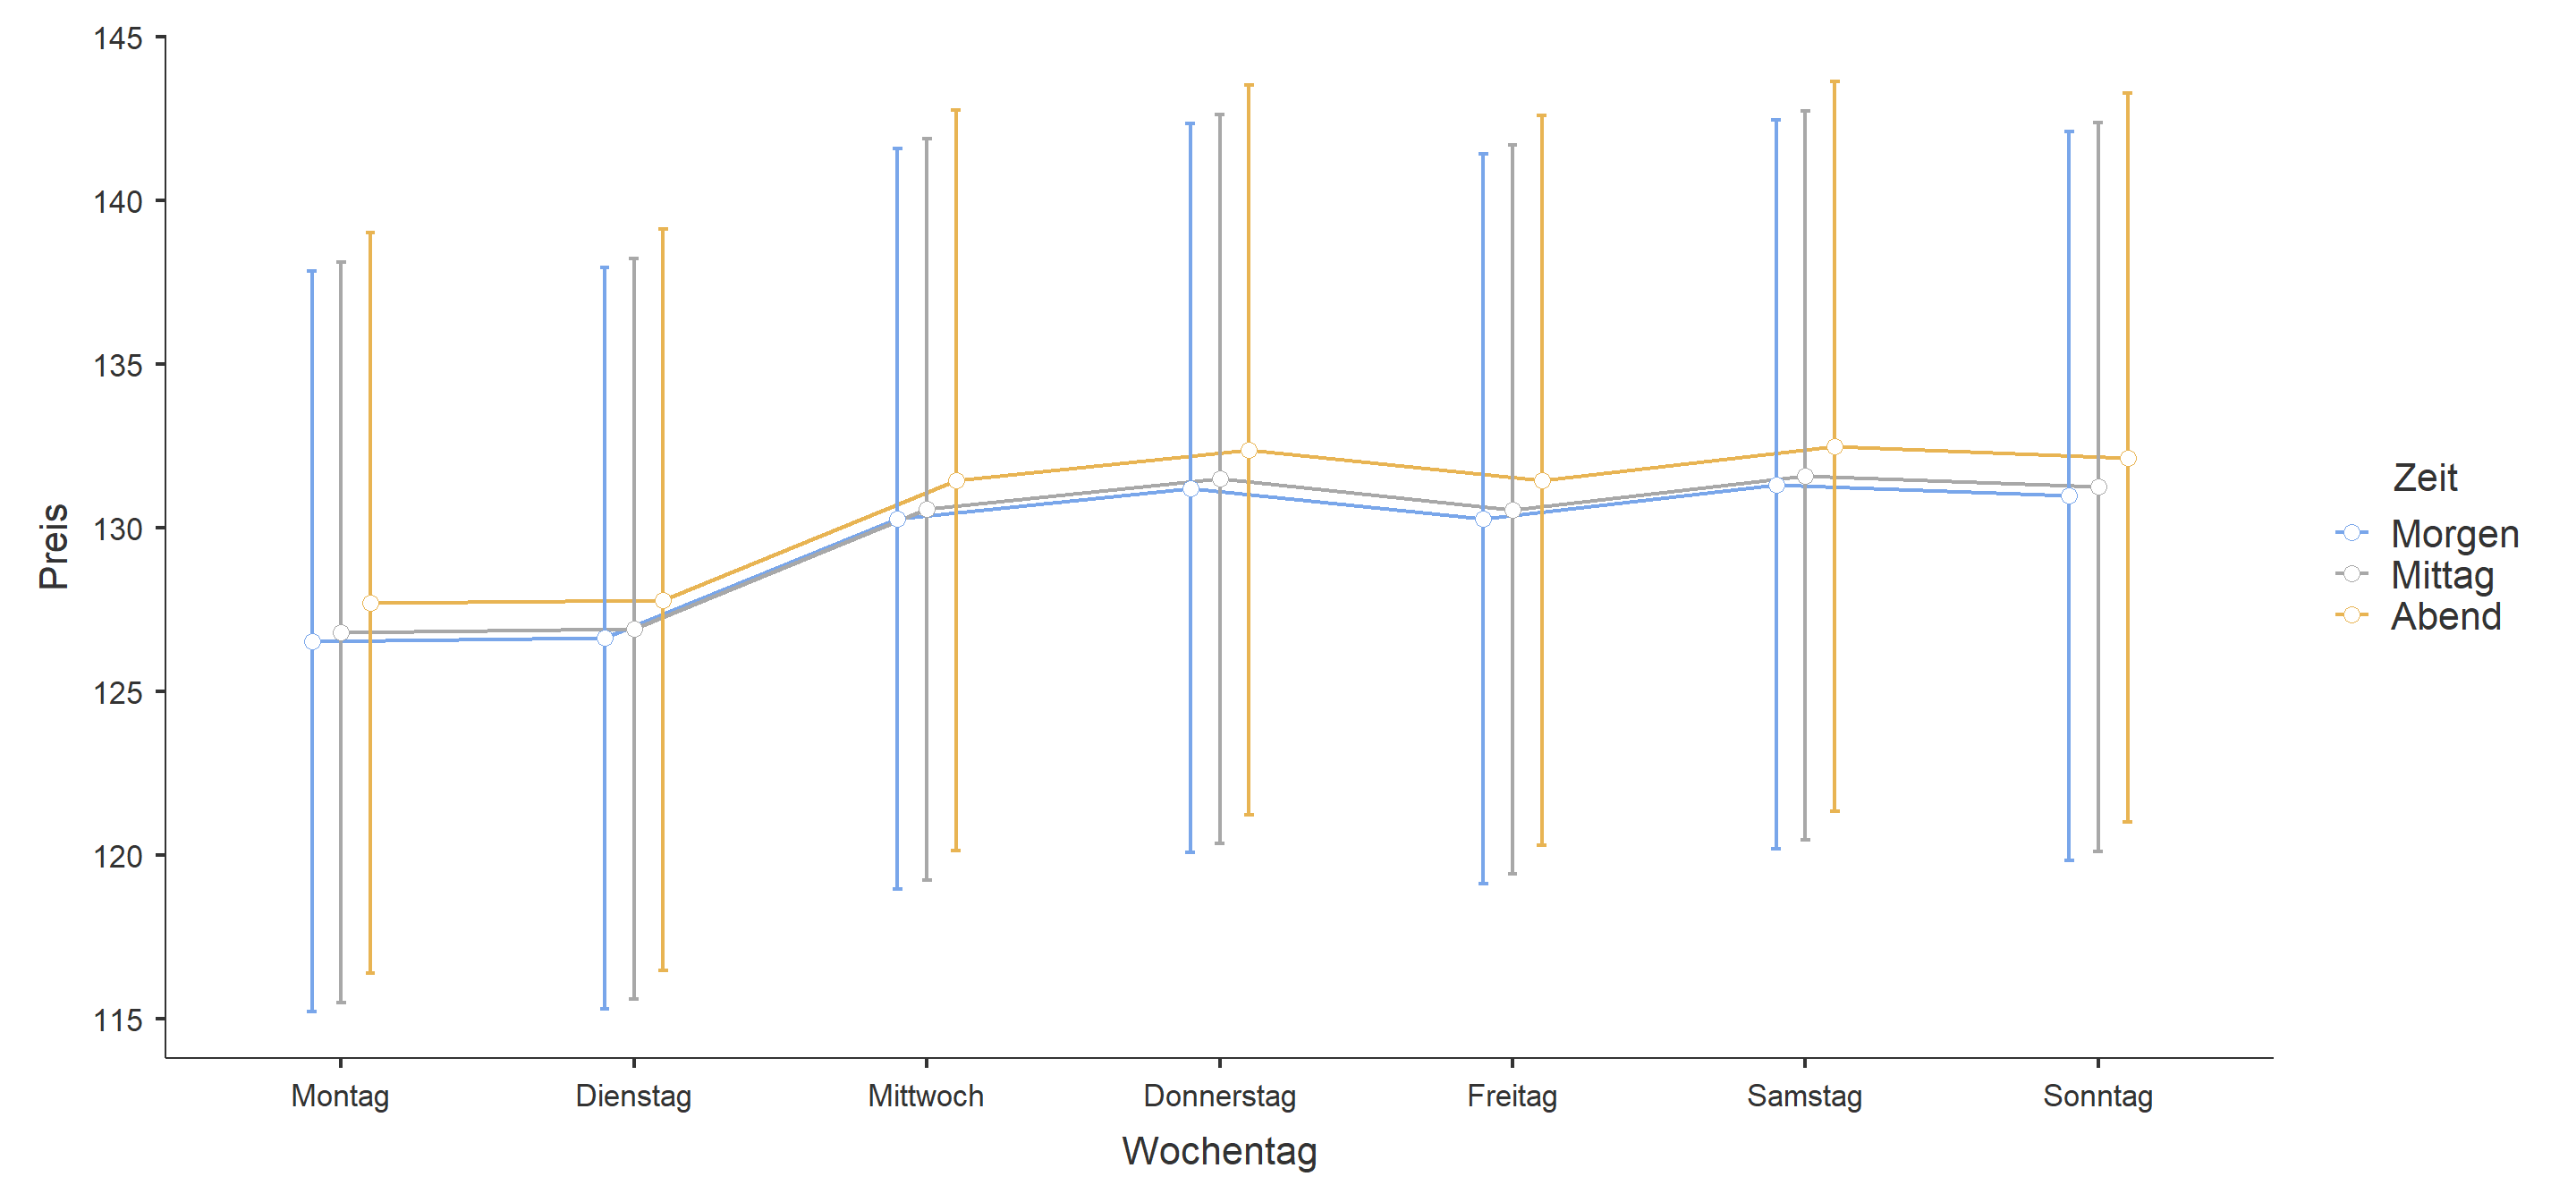 145
140
135
130
125
120
115
Preis
Montag
Dienstag
Mittwoch
Donnerstag
Freitag
Samstag
Sonntag
Wochentag
Zeit
Morgen
Mittag
Abend